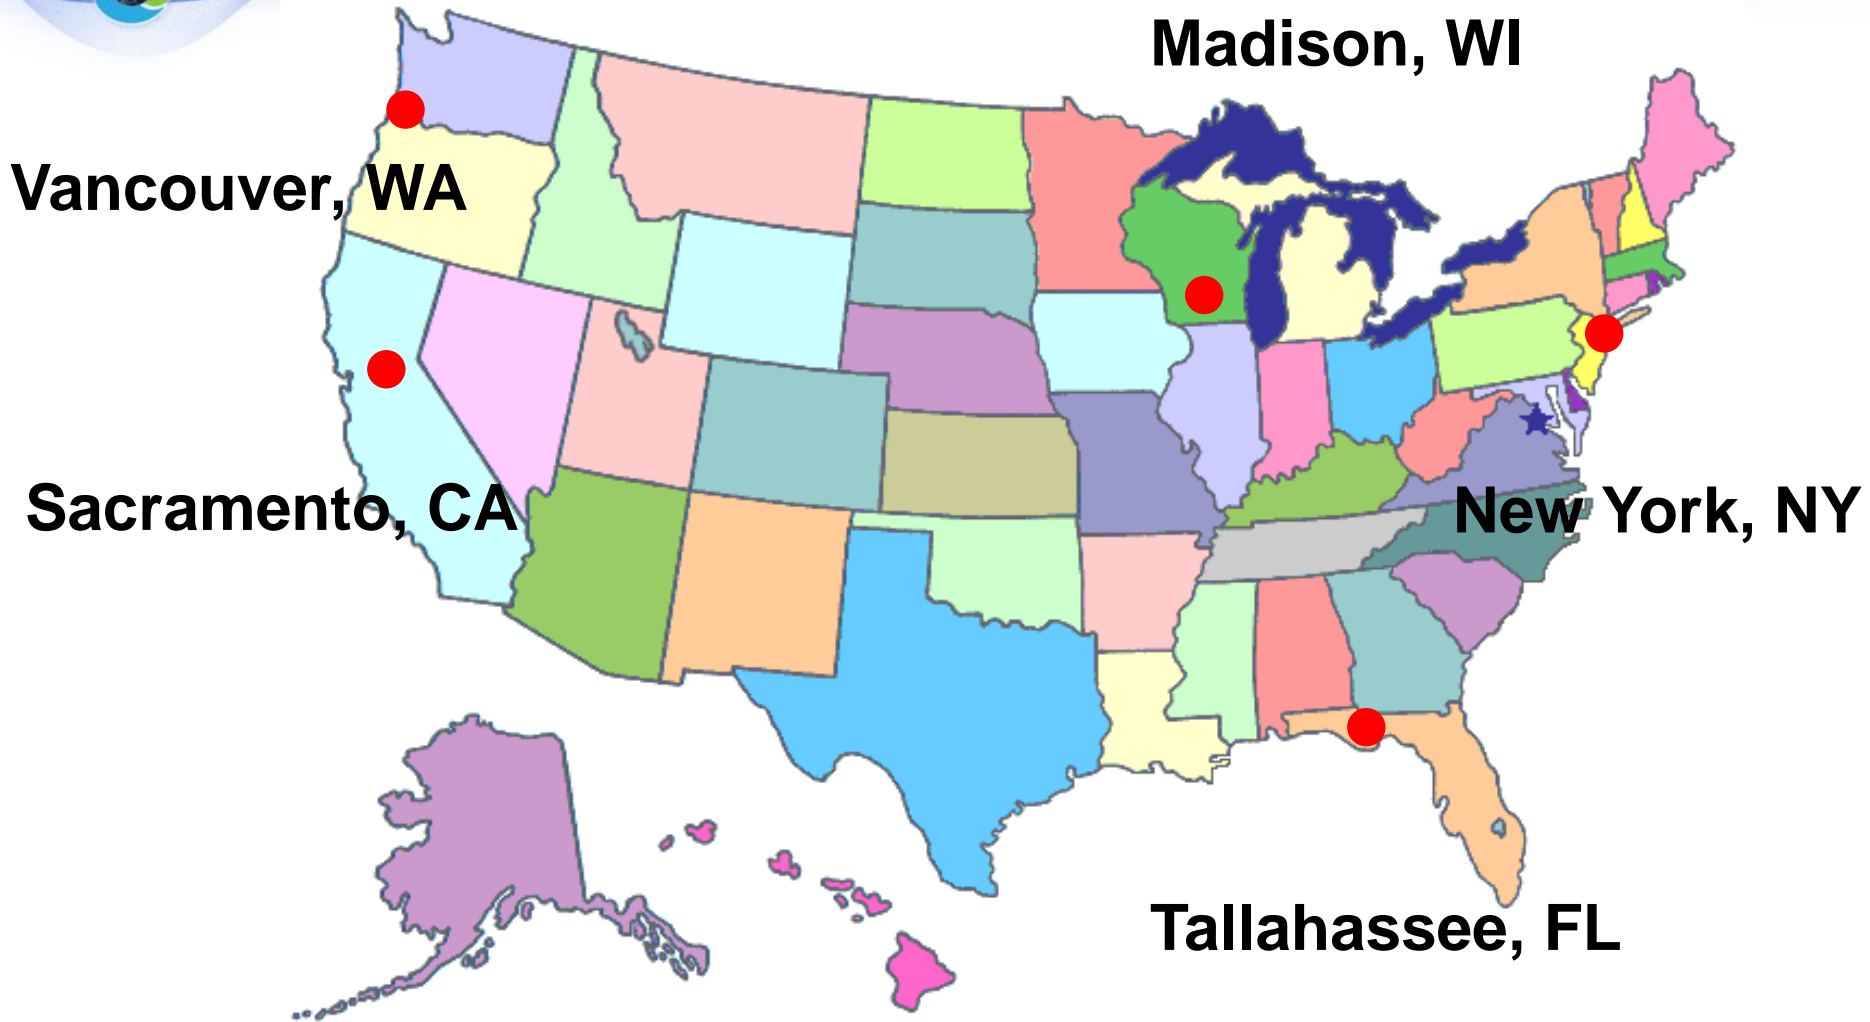 Madison, WI
Vancouver, WA
Sacramento, CA
New York, NY
Tallahassee, FL